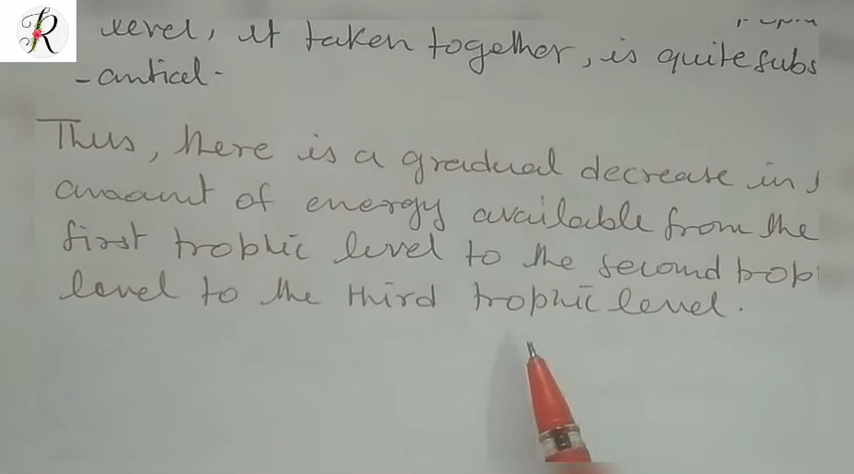 R
level, if taken together, is quite subs
-antical.
Thus, there is a gradual decrease in
amount of energy available from the
first trophic level to the second trop
level to the third trophic level.